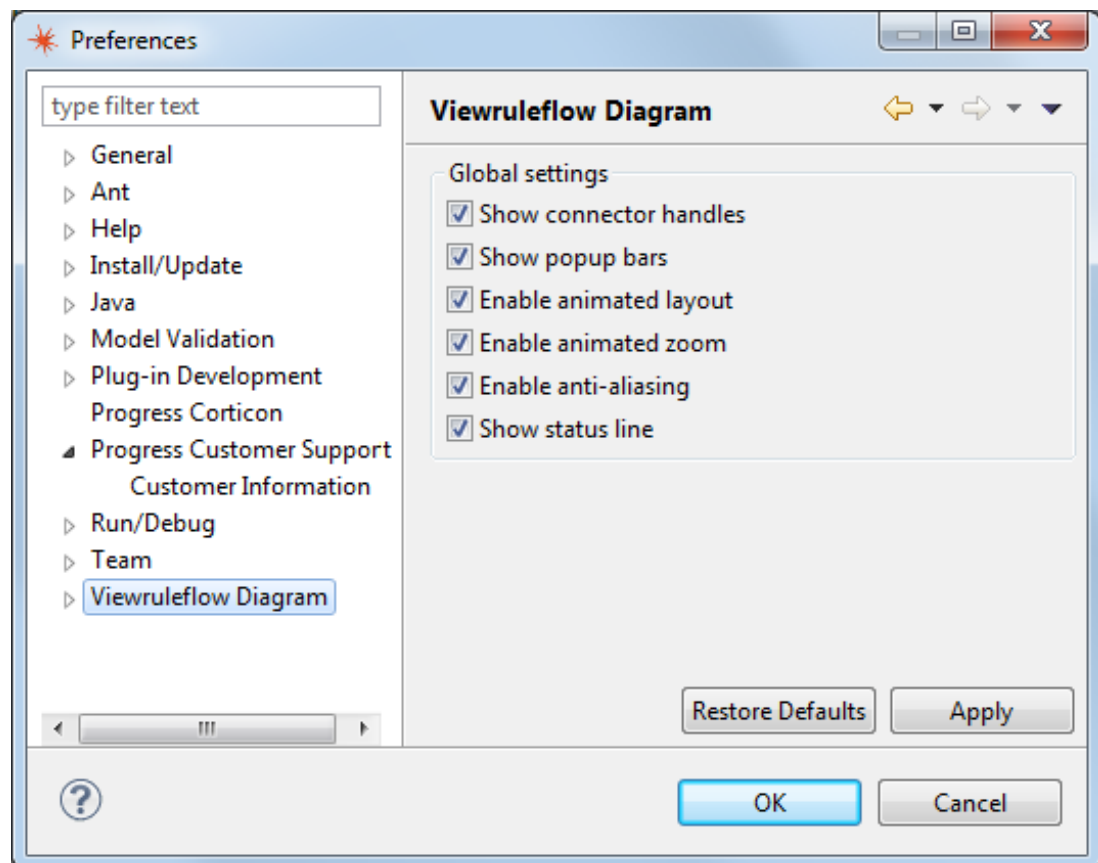 Preferences
type filter text
General
Ant
Help
Install/Update
Java
Model Validation
Plug-in Development
Progress Corticon
Progress Customer Support
Customer Information
Run/Debug
Team
Viewruleflow Diagram
Viewruleflow Diagram
Global settings
Show connector handles
Show popup bars
Enable animated layout
Enable animated zoom
Enable anti-aliasing
Show status line
Restore Defaults
Apply
OK
Cancel